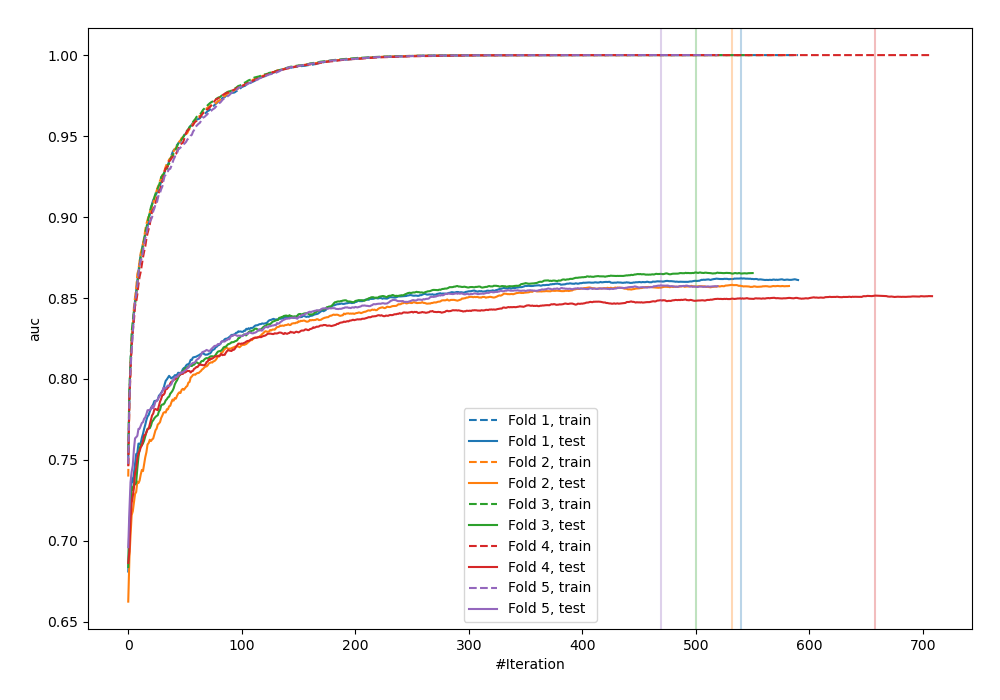 1.00
0.95
0.90
0.85
0.80
0.75
0.70
0.65
auc
Fold 1, train
Fold 1, test
Fold 2, train
Fold 2, test
Fold 3, train
Fold 3, test
Fold 4, train
Fold 4, test
Fold 5, train
Fold 5, test
0 100 200 300 400 500 600 700
#Iteration